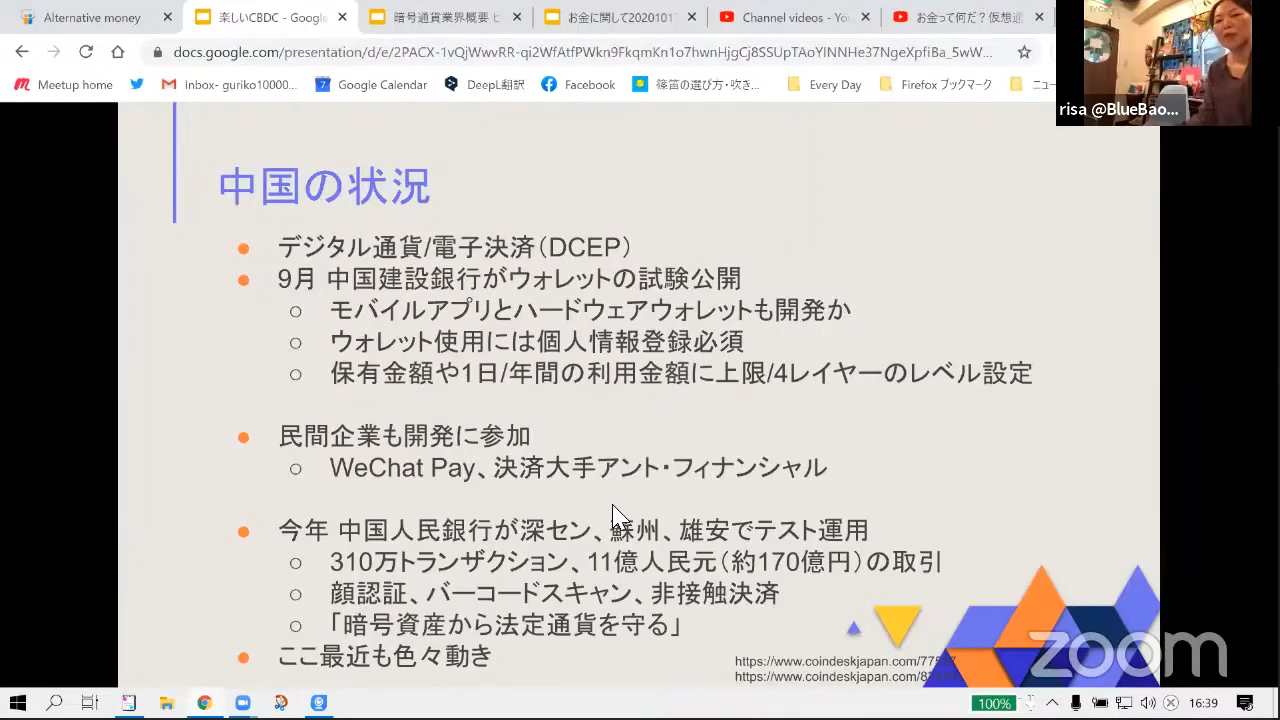 Alternative money
楽しいCBDC - Google
暗号通貨業界概要 ヒ
お金に関して2020101
Channel videos - Yo
お金って何だ？仮想通
docs.google.com/presentation/d/e/2PACX-
Meetup home
Inbox- guriko10000...
Google Calendar
DeepL翻訳
Facebook
篠笛の選び方・吹き...
Every Day
Firefox ブックマーク
ニュー
risa @BlueBao...
中国の状況
デジタル通貨/電子決済（DCEP）
9月 中国建設銀行がウォレットの試験公開
モバイルアプリとハードウェアウォレットも開発か
ウォレット使用には個人情報登録必須
保有金額や1日/年間の利用金額に上限/4レイヤーのレベル設定
民間企業も開発に参加
WeChat Pay、決済大手アント・フィナンシャル
今年 中国人民銀行が深セン、蘇州、雄安でテスト運用
310万トランザクション、11億人民元（約170億円）の取引
顔認証、バーコードスキャン、非接触決済
「暗号資産から法定通貨を守る」
ここ最近も色々動き
https://www.coindeskjapan.com/77
https://www.coindeskjapan.com/83
zoom
100%
16:39